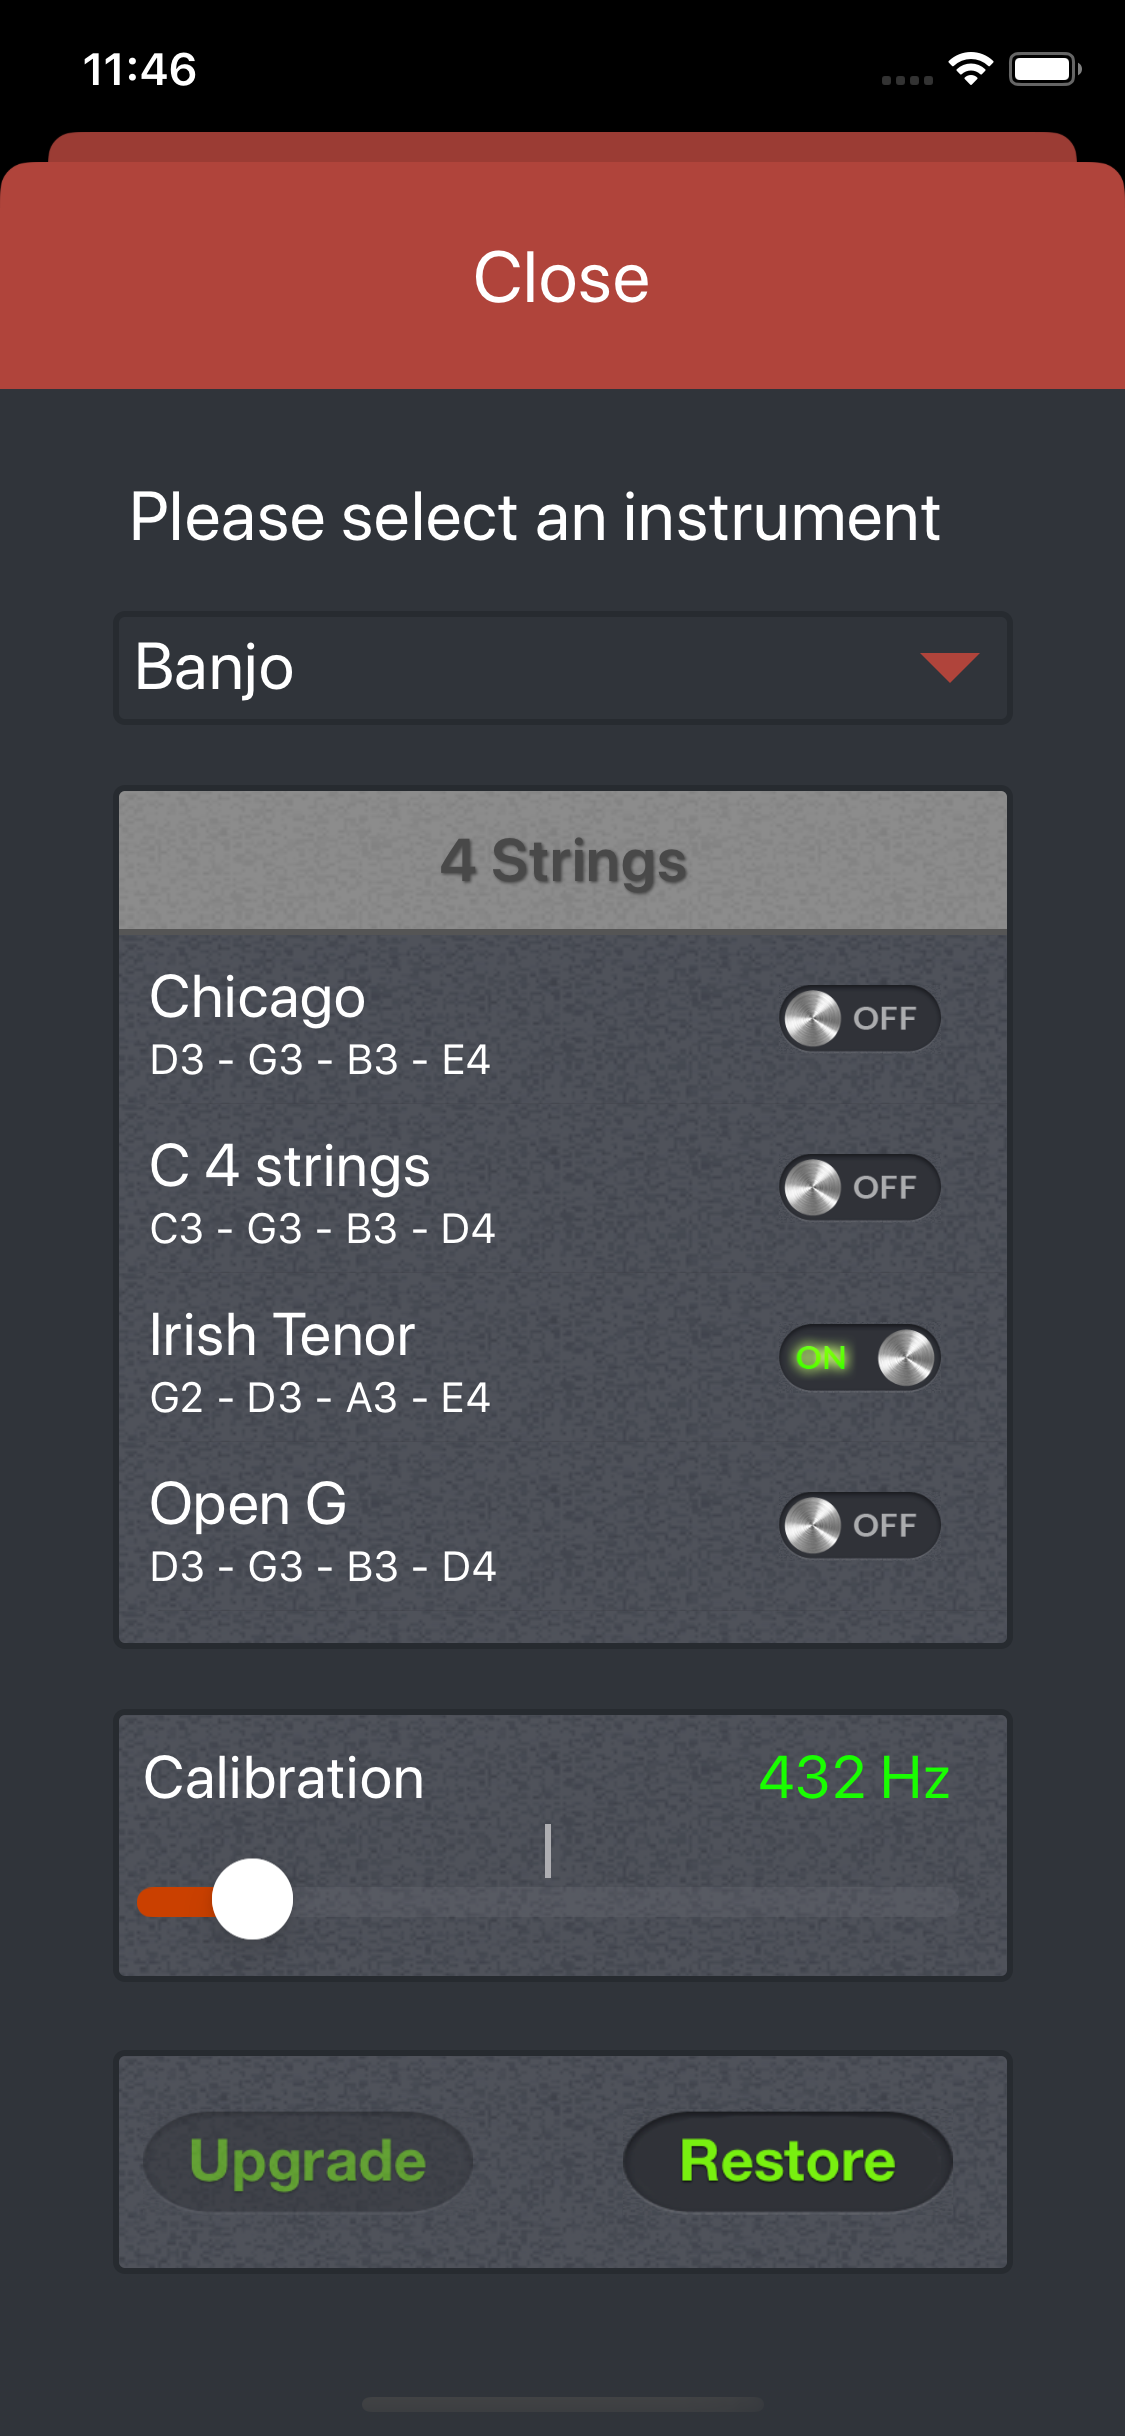 11:46
Close
Please select an instrument
Banjo
4 Strings
Chicago
OFF
D3 - G3 - B3 - E4
C 4 strings
OFF
C3 - G3 - B3 - D4
Irish Tenor
ON
G2 - D3 - A3 - E4
Open G
OFF
D3 - G3 - B3 - D4
Calibration
432 Hz
Upgrade
Restore